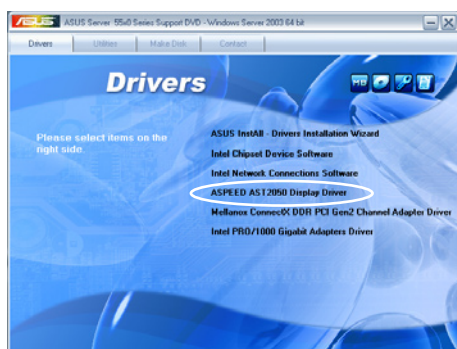 ASUS
ASUS Server 55x0 Series Support DVD - Windows Server 2003 64 bit
Drivers
Utilities
Make Disk
Contact
Drivers
Please select items on the
right side.
ASUS InstAll - Drivers Installation Wizard
Intel Chipset Device Software
Intel Network Connections Software
ASPEED AST2050 Display Driver
Mellanox ConnectX DDR PCI Gen2 Channel Adapter Driver
Intel PRO/1000 Gigabit Adapters Driver